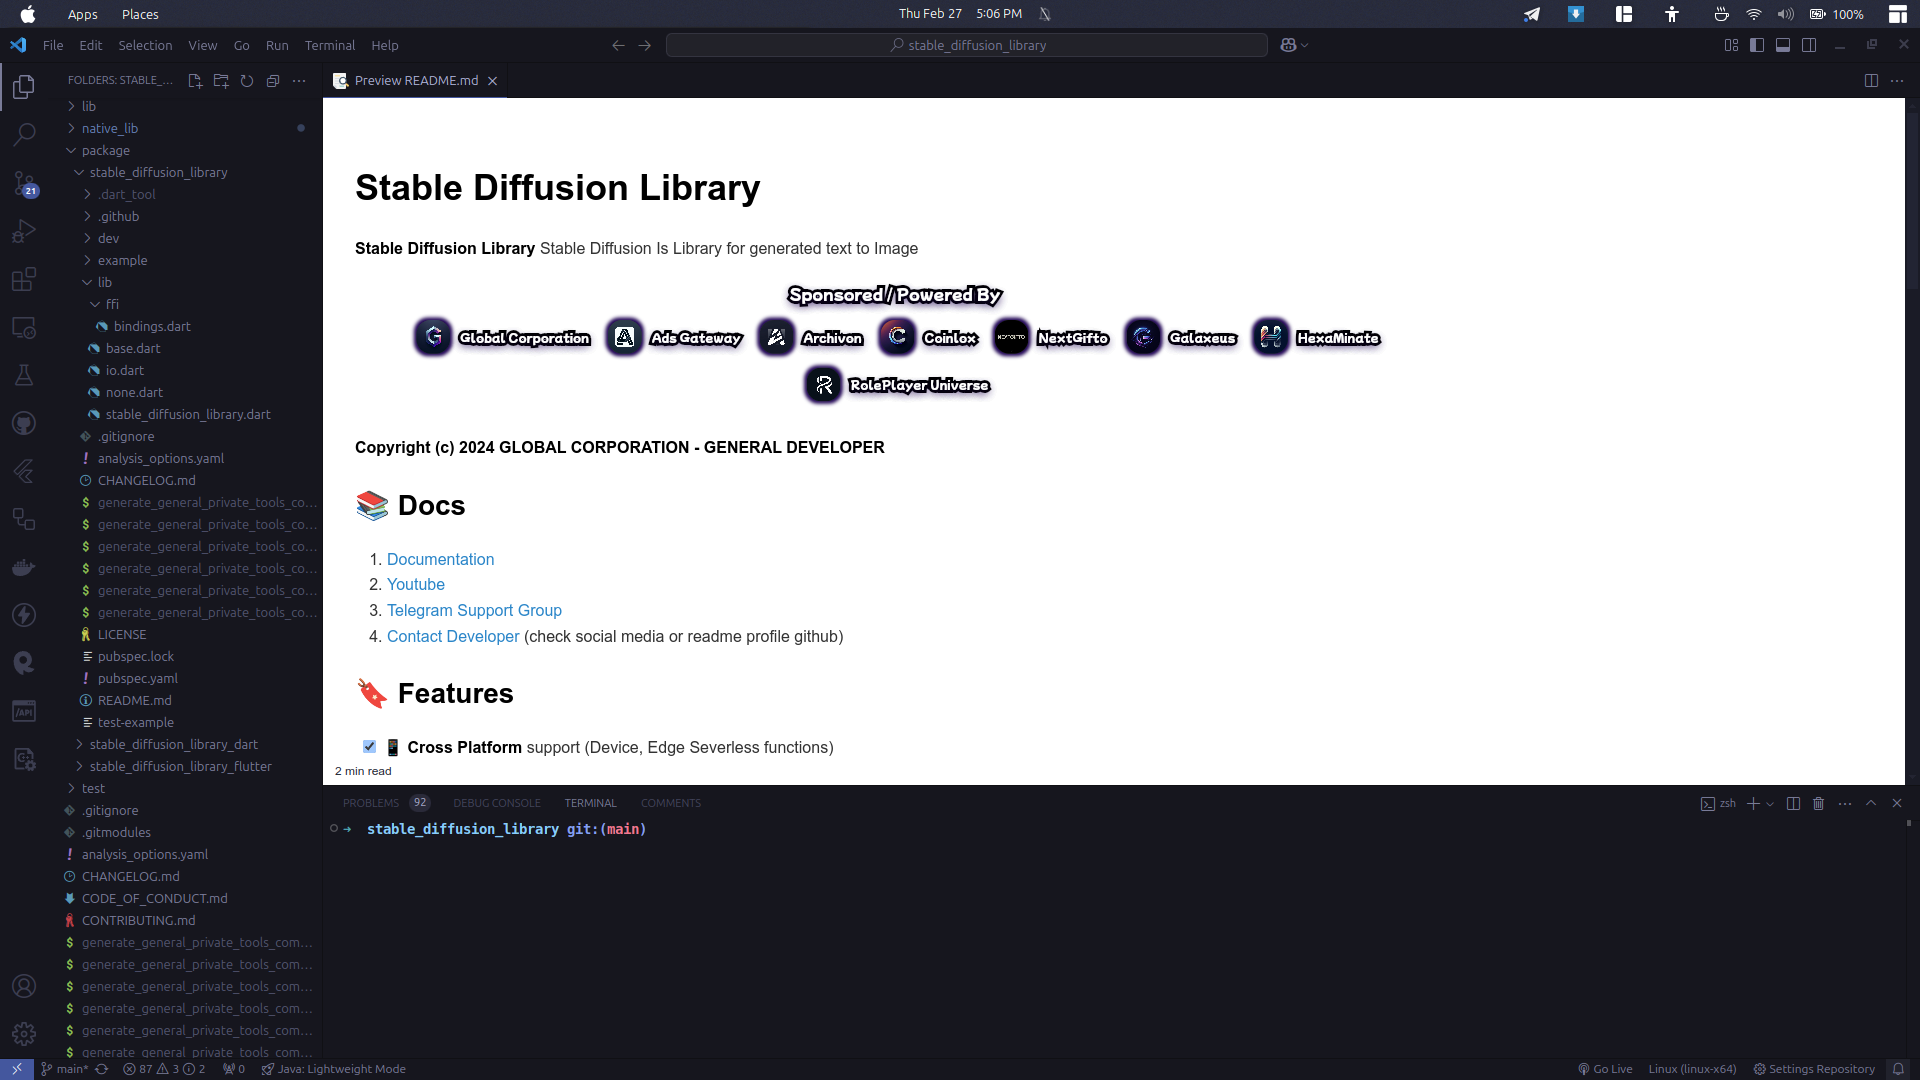 Apps Places Thu Feb 27 5:06 PM 100%
File Edit Selection View Go Run Terminal Help stable_diffusion_library
FOLDERS: STABLE_... Preview README.md
21
lib
native_lib
package
stable_diffusion_library
.dart_tool
.github
dev
example
lib
ffi
bindings.dart
base.dart
io.dart
none.dart
stable_diffusion_library.dart
.gitignore
analysis_options.yaml
CHANGELOG.md
generate_general_private_tools_co...
generate_general_private_tools_co...
generate_general_private_tools_co...
generate_general_private_tools_co...
generate_general_private_tools_co...
generate_general_private_tools_co...
LICENSE
pubspec.lock
pubspec.yaml
README.md
test-example
stable_diffusion_library_dart
stable_diffusion_library_flutter
test
.gitignore
.gitmodules
analysis_options.yaml
CHANGELOG.md
CODE_OF_CONDUCT.md
CONTRIBUTING.md
generate_general_private_tools_com...
generate_general_private_tools_com...
generate_general_private_tools_com...
generate_general_private_tools_com...
generate_general_private_tools_com...
generate_general_private_tools_com...
Stable Diffusion Library
Stable Diffusion Library Stable Diffusion Is Library for generated text to Image
Sponsored / Powered By
Global Corporation Ads Gateway Archivon Coinlox NEXTGIFTO NextGifto Galaxeus HexaMinate
RolePlayer Universe
Copyright (c) 2024 GLOBAL CORPORATION - GENERAL DEVELOPER
📚 Docs
1. Documentation
2. Youtube
3. Telegram Support Group
4. Contact Developer (check social media or readme profile github)
🔖 Features
📱 Cross Platform support (Device, Edge Severless functions)
2 min read
PROBLEMS 92 DEBUG CONSOLE TERMINAL COMMENTS zsh
➜ stable_diffusion_library git:(main)
main* 87 3 2 0 Java: Lightweight Mode Go Live Linux (linux-x64) Settings Repository